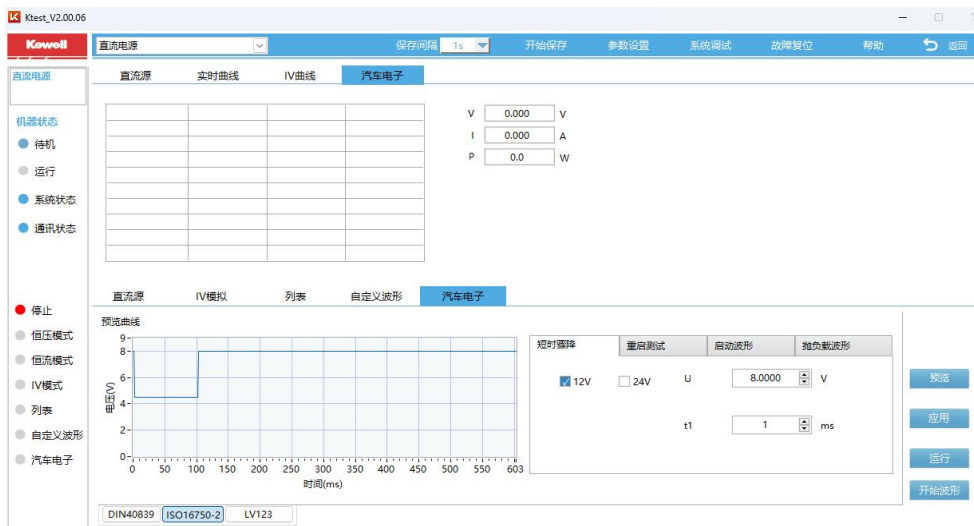 Ktest_V2.00.06
Kewell
直流电源 保存间隔 1s 开始保存 参数设置 系统调试 故障复位 帮助 返回
直流电源
机器状态
待机
运行
系统状态
通讯状态
停止
恒压模式
恒流模式
IV模式
列表
自定义波形
汽车电子
直流源 实时曲线 IV曲线 汽车电子
V 0.000 V
I 0.000 A
P 0.0 W
直流源 IV模拟 列表 自定义波形 汽车电子
预览曲线
电压(V)
9
8
6
4
2
0
0 50 100 150 200 250 300 350 400 450 500 550 603
时间(ms)
短时骤降 重启测试 启动波形 抛负载波形
12V 24V U 8.0000 V
t1 1 ms
预览
应用
运行
开始波形
DIN40839 ISO16750-2 LV123